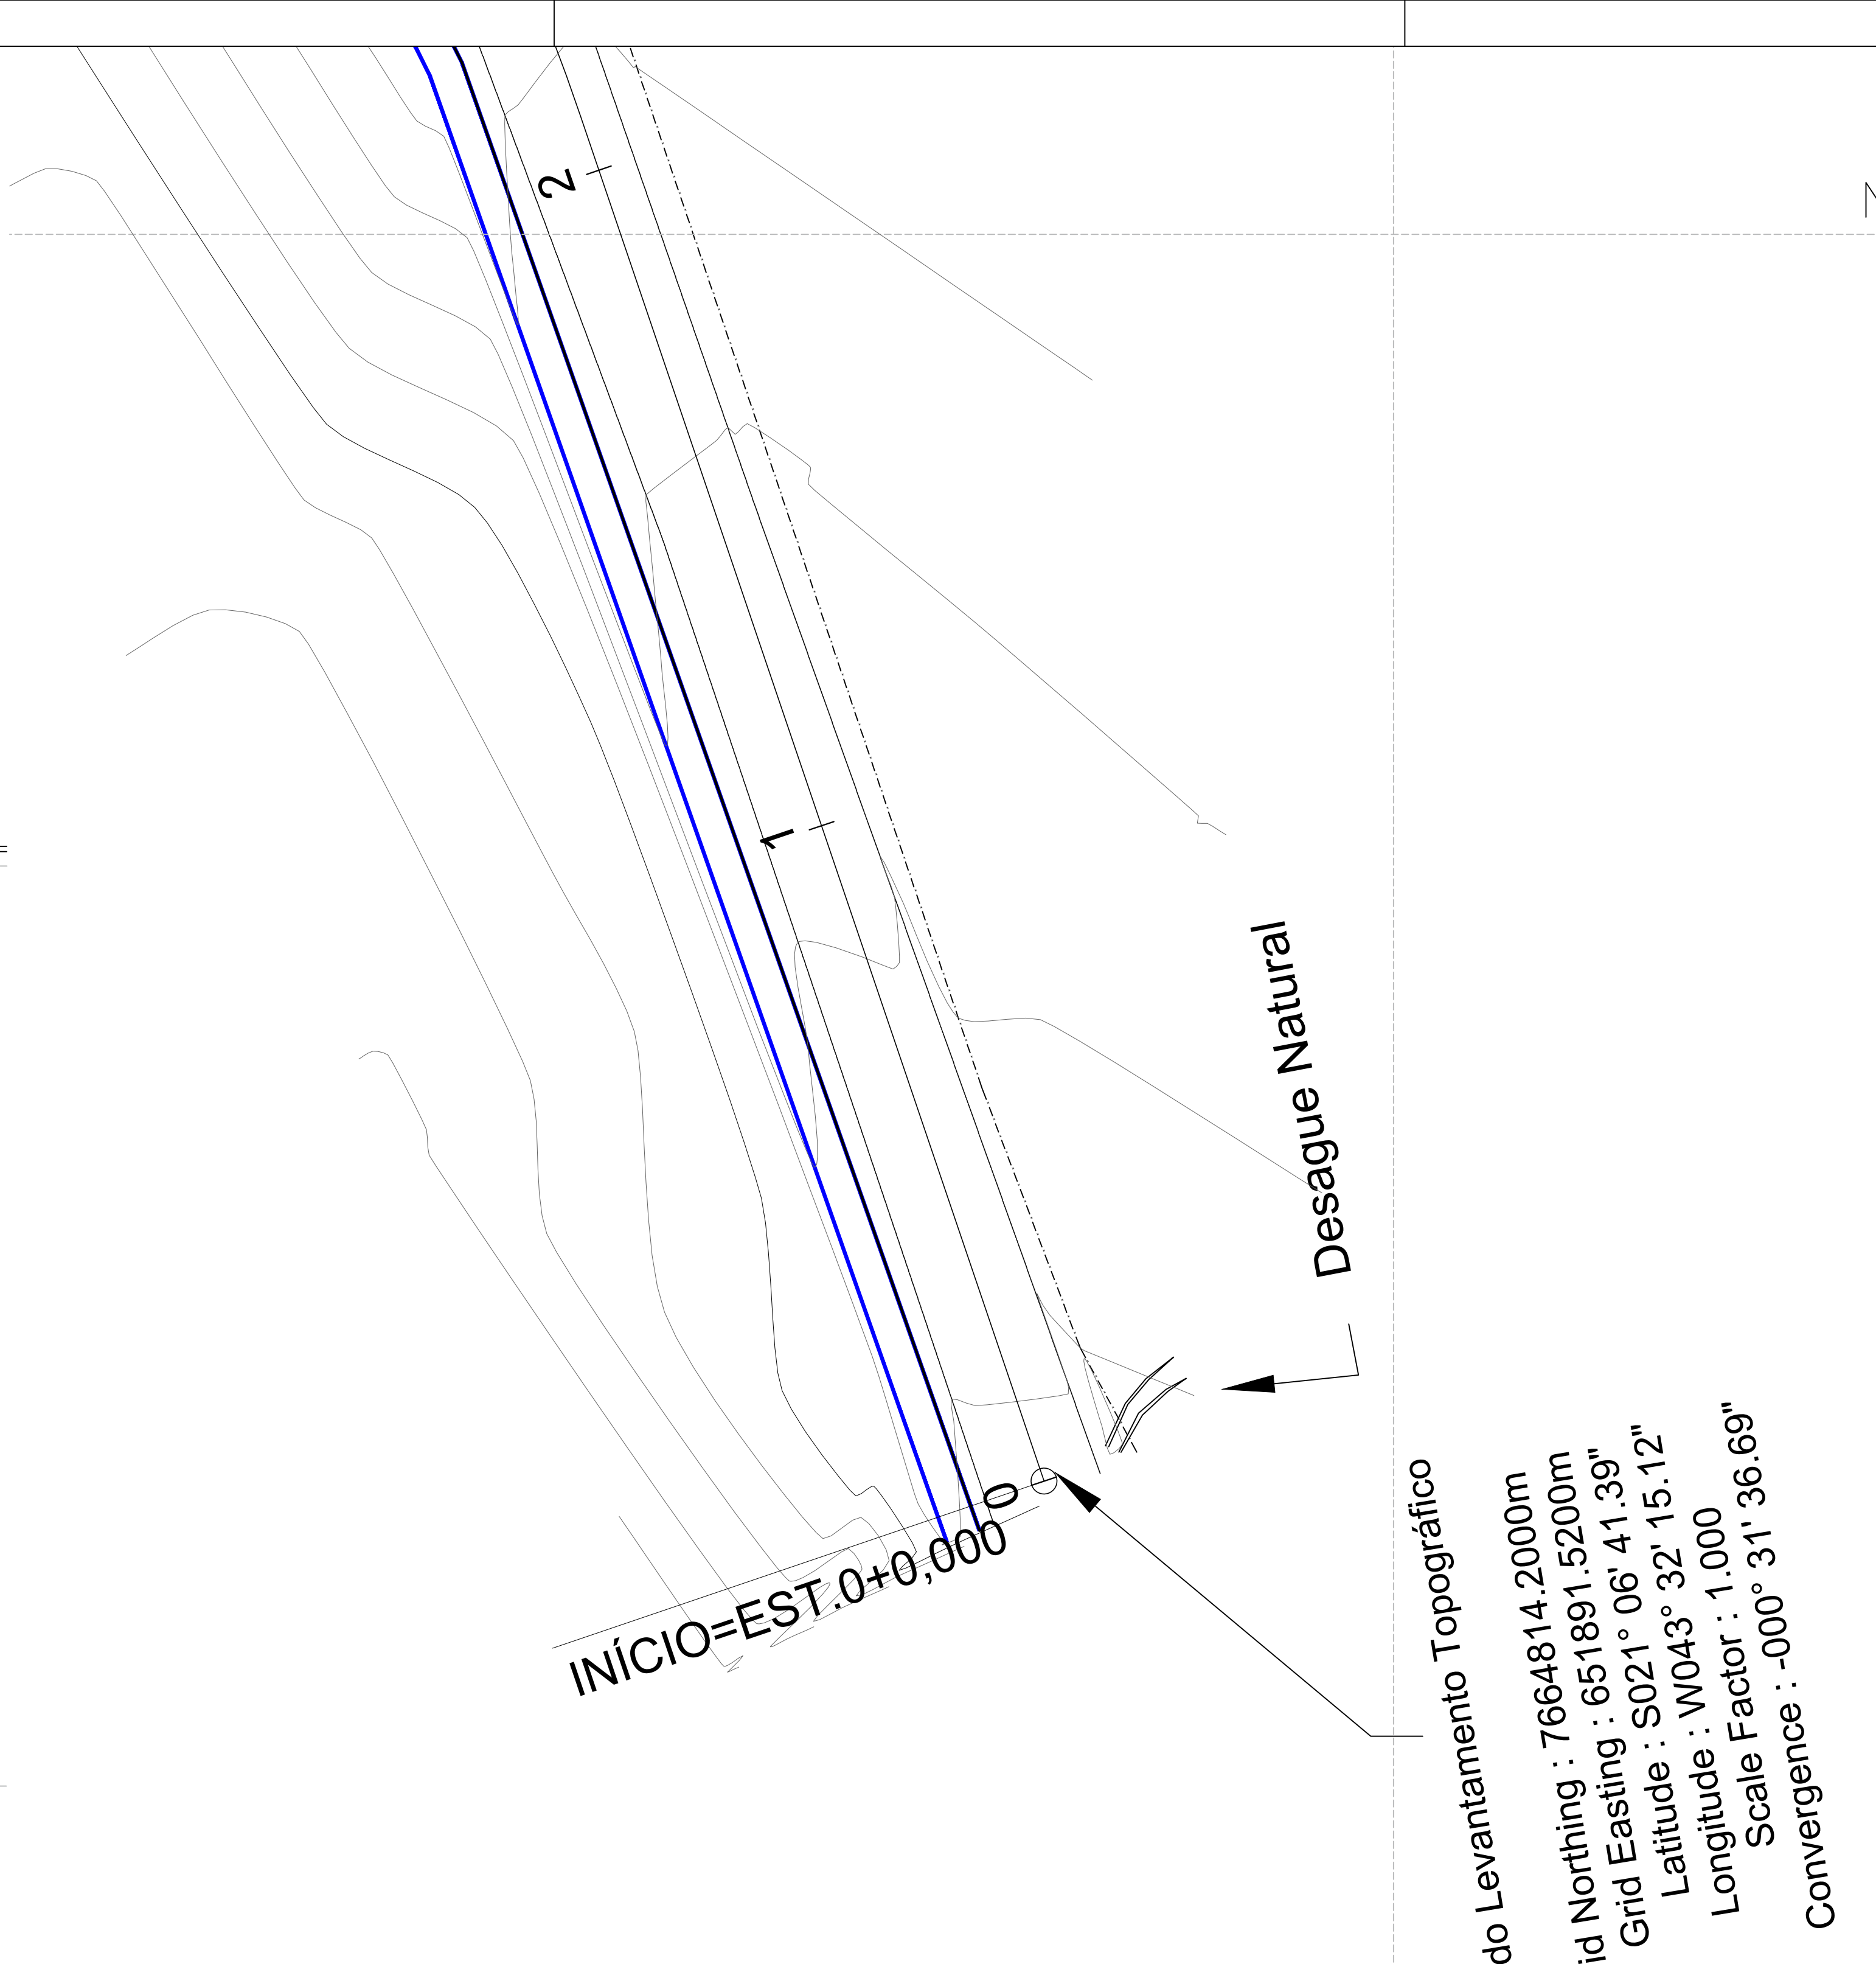 2
1
Desague Natural
0
INÍCIO=EST.0+0,000
do Levantamento Topográfico
id Northing : 7664814.2000m
Grid Easting : 651891.5200m
Latitude : S021° 06' 41.39"
Longitude : W043° 32' 15.12"
Scale Factor : 1.000
Convergence : -000° 31' 36.69"